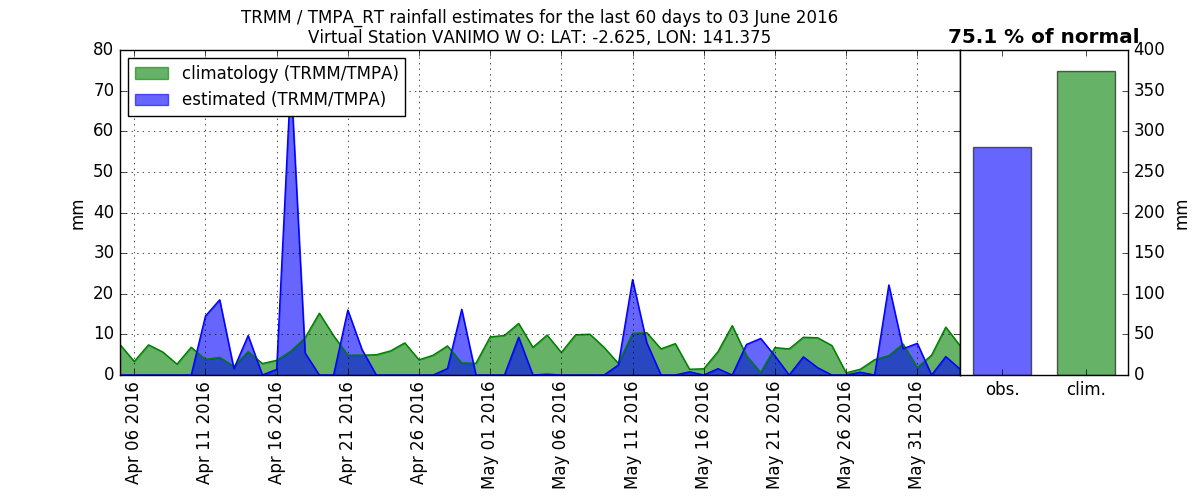 TRMM / TMPA_RT rainfall estimates for the last 60 days to 03 June 2016
Virtual Station VANIMO W O: LAT: -2.625, LON: 141.375
75.1 % of normal
climatology (TRMM/TMPA)
estimated (TRMM/TMPA)
80
70
60
50
40
30
20
10
0
mm
Apr 06 2016
Apr 11 2016
Apr 16 2016
Apr 21 2016
Apr 26 2016
May 01 2016
May 06 2016
May 11 2016
May 16 2016
May 21 2016
May 26 2016
May 31 2016
400
350
300
250
200
150
100
50
0
mm
obs.
clim.